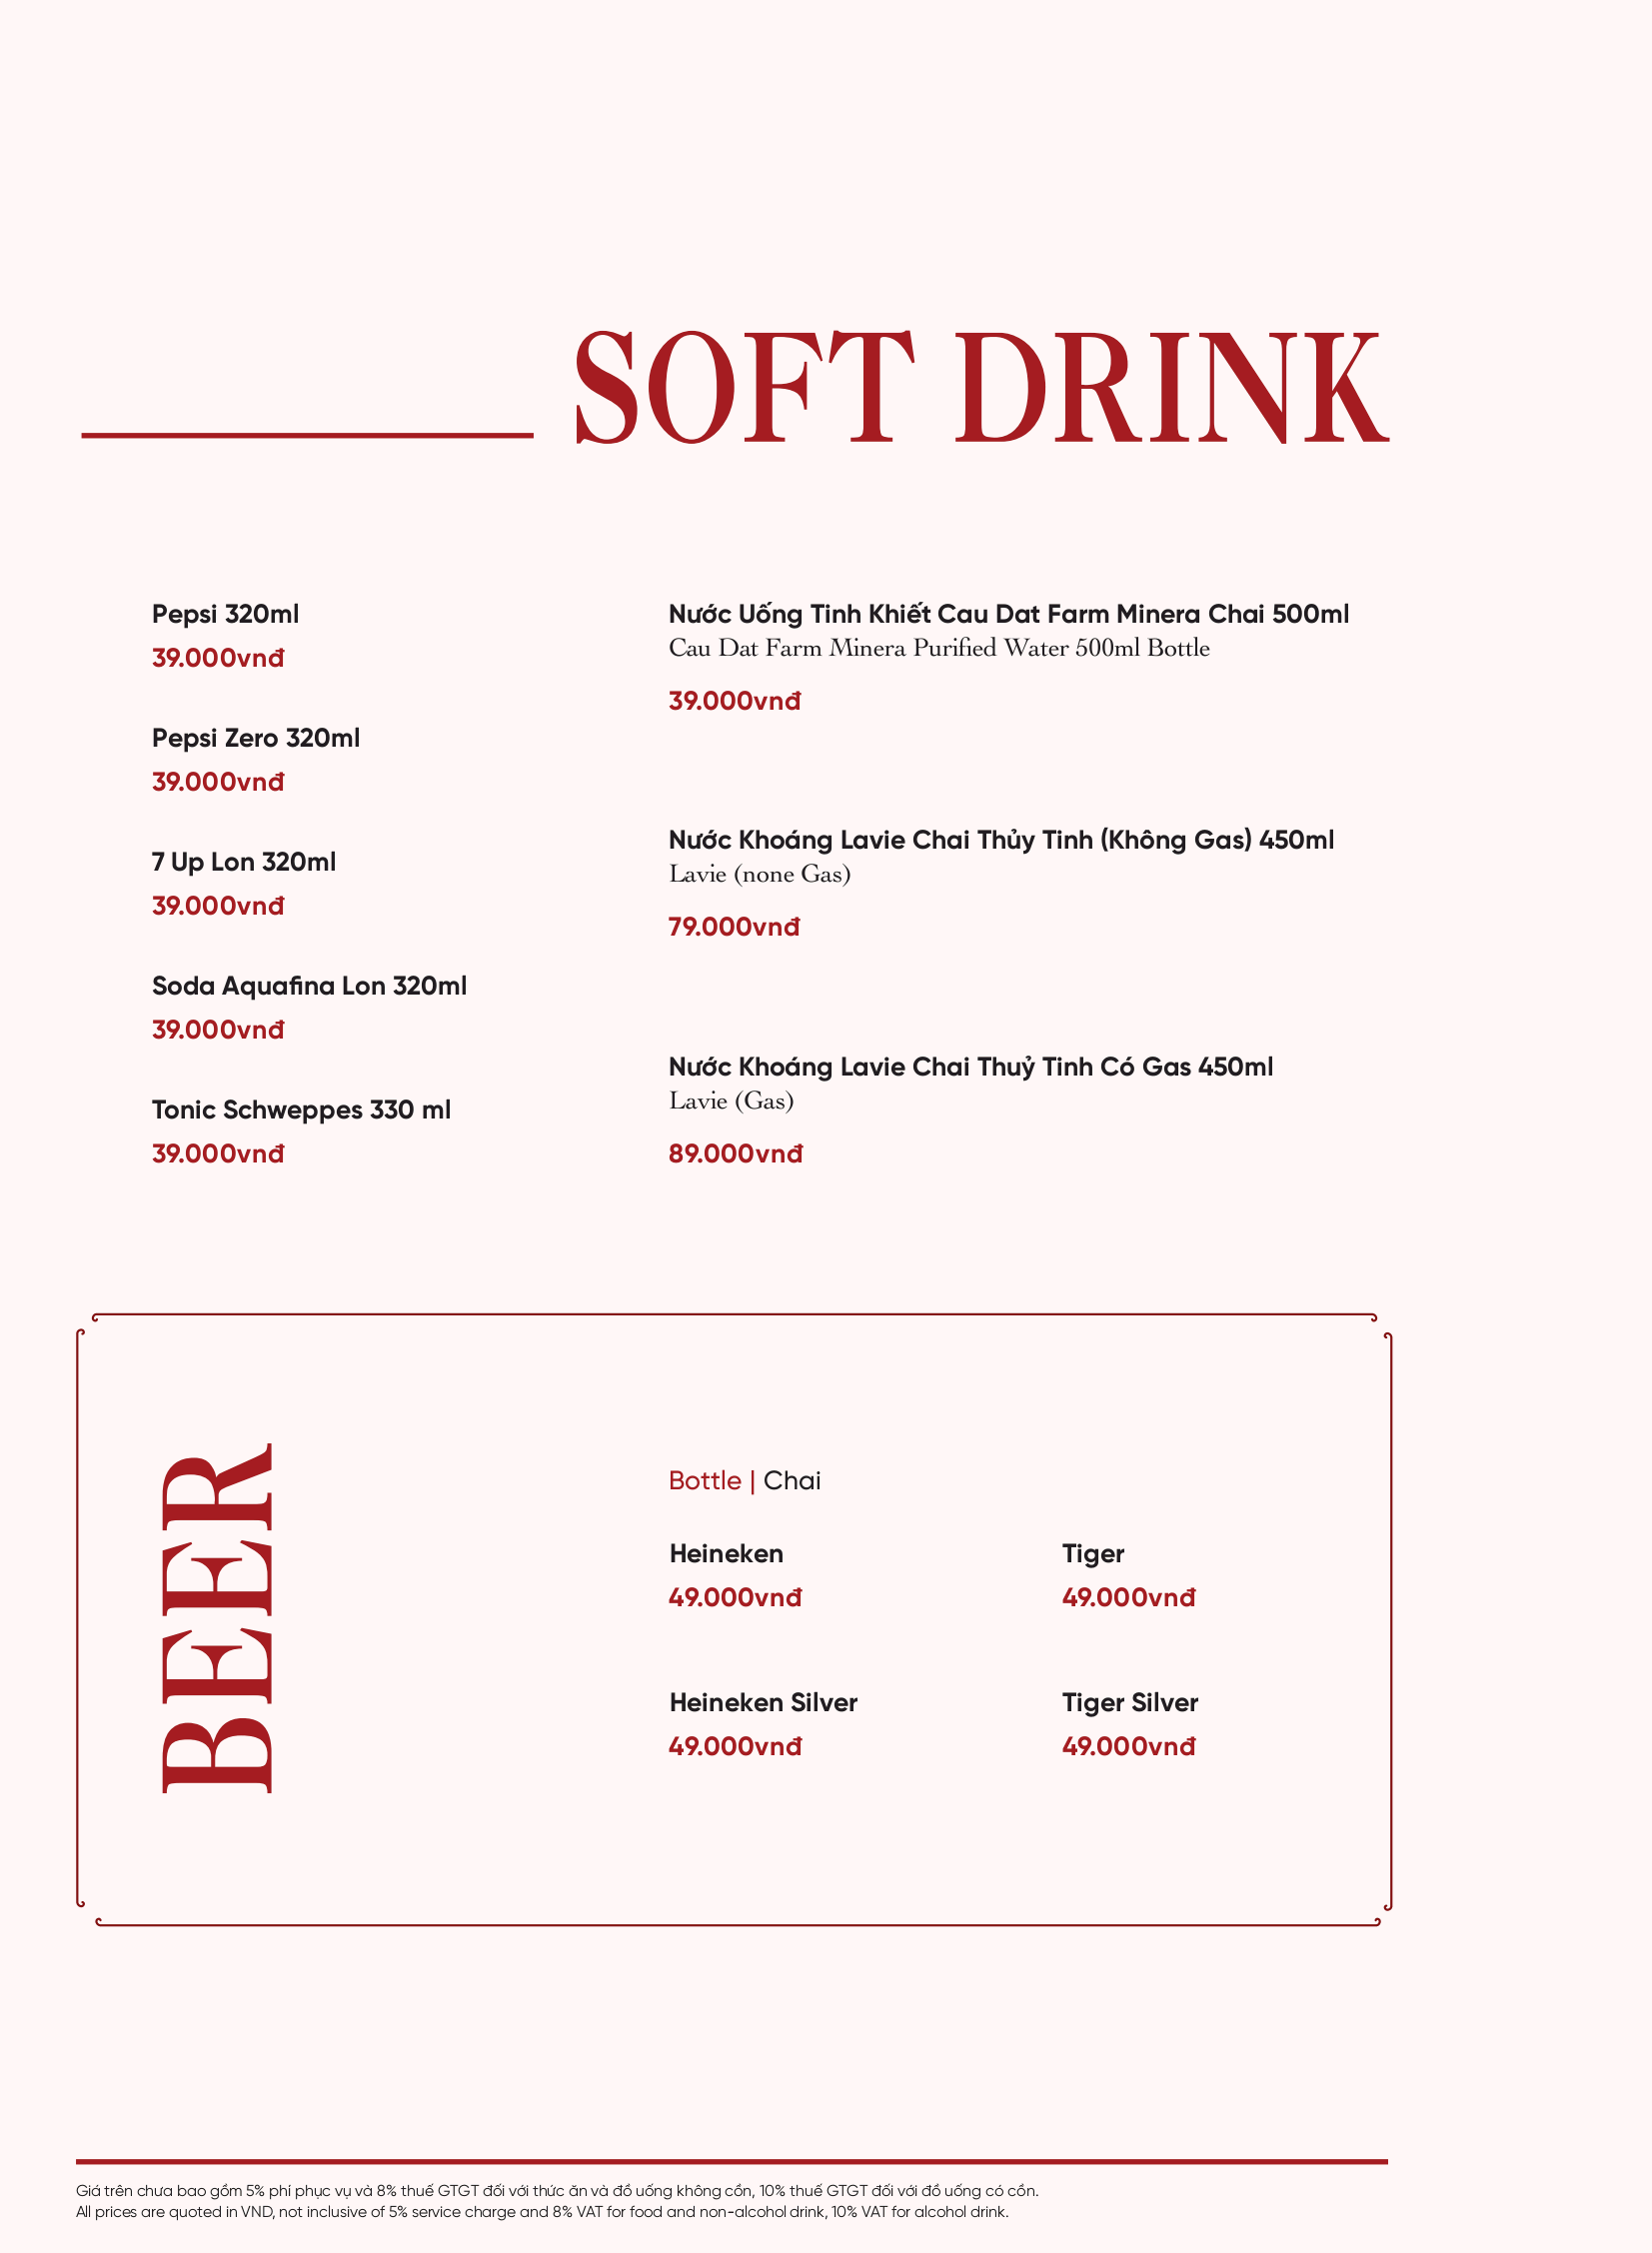 SOFT DRINK
Pepsi 320ml
39.000vnđ
Pepsi Zero 320ml
39.000vnđ
7 Up Lon 320ml
39.000vnđ
Soda Aquafina Lon 320ml
39.000vnđ
Tonic Schweppes 330 ml
39.000vnđ
Nước Uống Tinh Khiết Cau Dat Farm Minera Chai 500ml
Cau Dat Farm Minera Purified Water 500ml Bottle
39.000vnđ
Nước Khoáng Lavie Chai Thủy Tinh (Không Gas) 450ml
Lavie (none Gas)
79.000vnđ
Nước Khoáng Lavie Chai Thuỷ Tinh Có Gas 450ml
Lavie (Gas)
89.000vnđ
BEER
Bottle | Chai
Heineken
49.000vnđ
Tiger
49.000vnđ
Heineken Silver
49.000vnđ
Tiger Silver
49.000vnđ
Giá trên chưa bao gồm 5% phí phục vụ và 8% thuế GTGT đối với thức ăn và đồ uống không cồn, 10% thuế GTGT đối với đồ uống có cồn.
All prices are quoted in VND, not inclusive of 5% service charge and 8% VAT for food and non-alcohol drink, 10% VAT for alcohol drink.